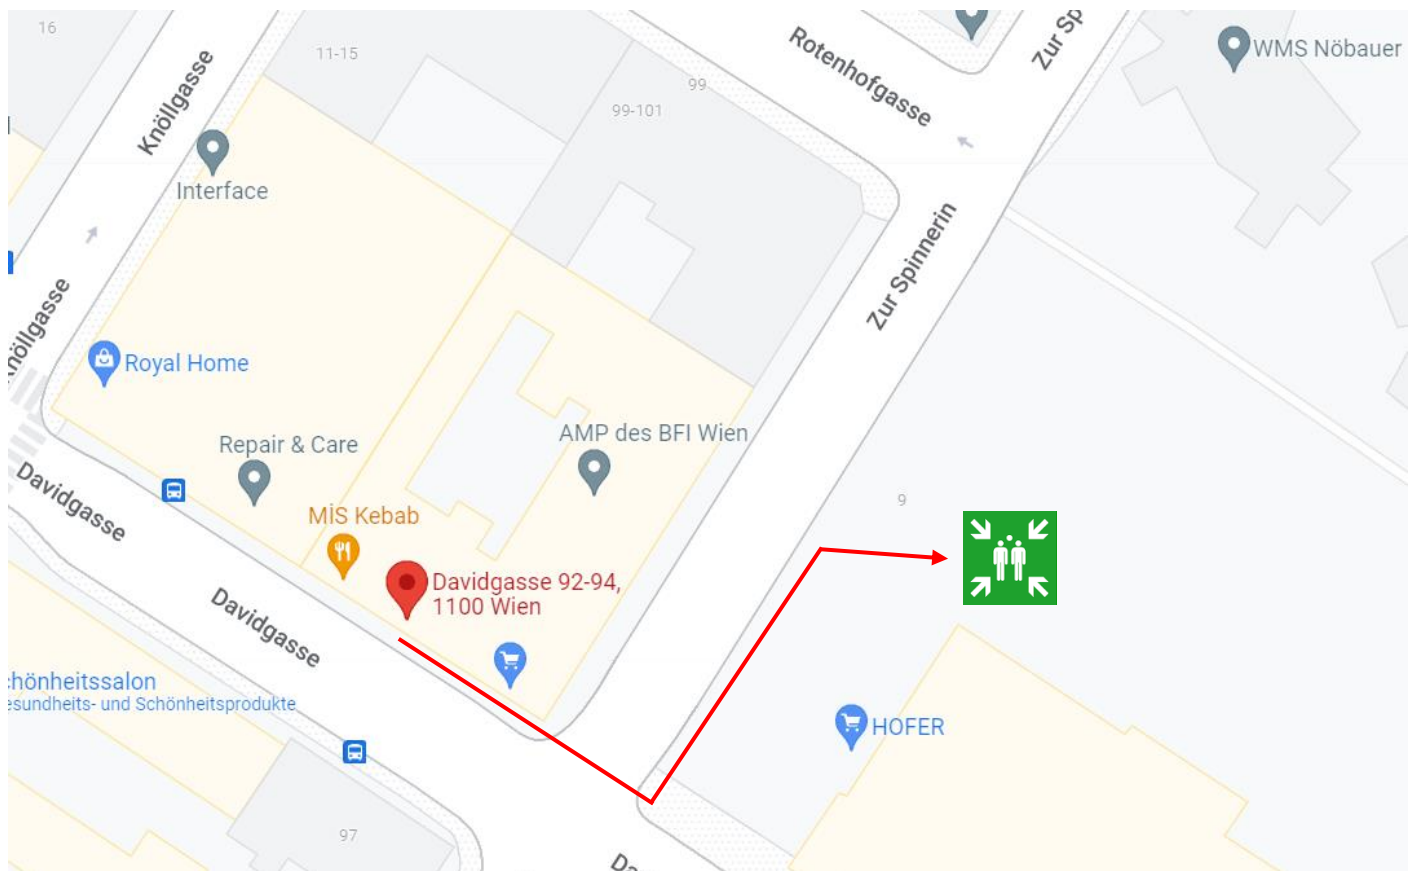 16
11-15
99
99-101
Rotenhofgasse
Zur Sp
WMS Nöbauer
Knöllgasse
Interface
Zur Spinnerin
Knöllgasse
Royal Home
Repair & Care
AMP des BFI Wien
Davidgasse
MİS Kebab
9
Davidgasse 92-94,
1100 Wien
Davidgasse
chönheitssalon
esundheits- und Schönheitsprodukte
HOFER
97
Da